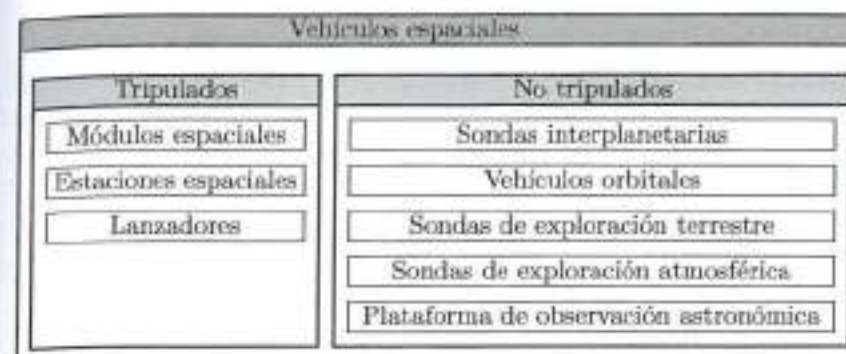 Vehículos espaciales
Tripulados
Módulos espaciales
Estaciones espaciales
Lanzadores
No tripulados
Sondas interplanetarias
Vehículos orbitales
Sondas de exploración terrestre
Sondas de exploración atmosférica
Plataforma de observación astronómica